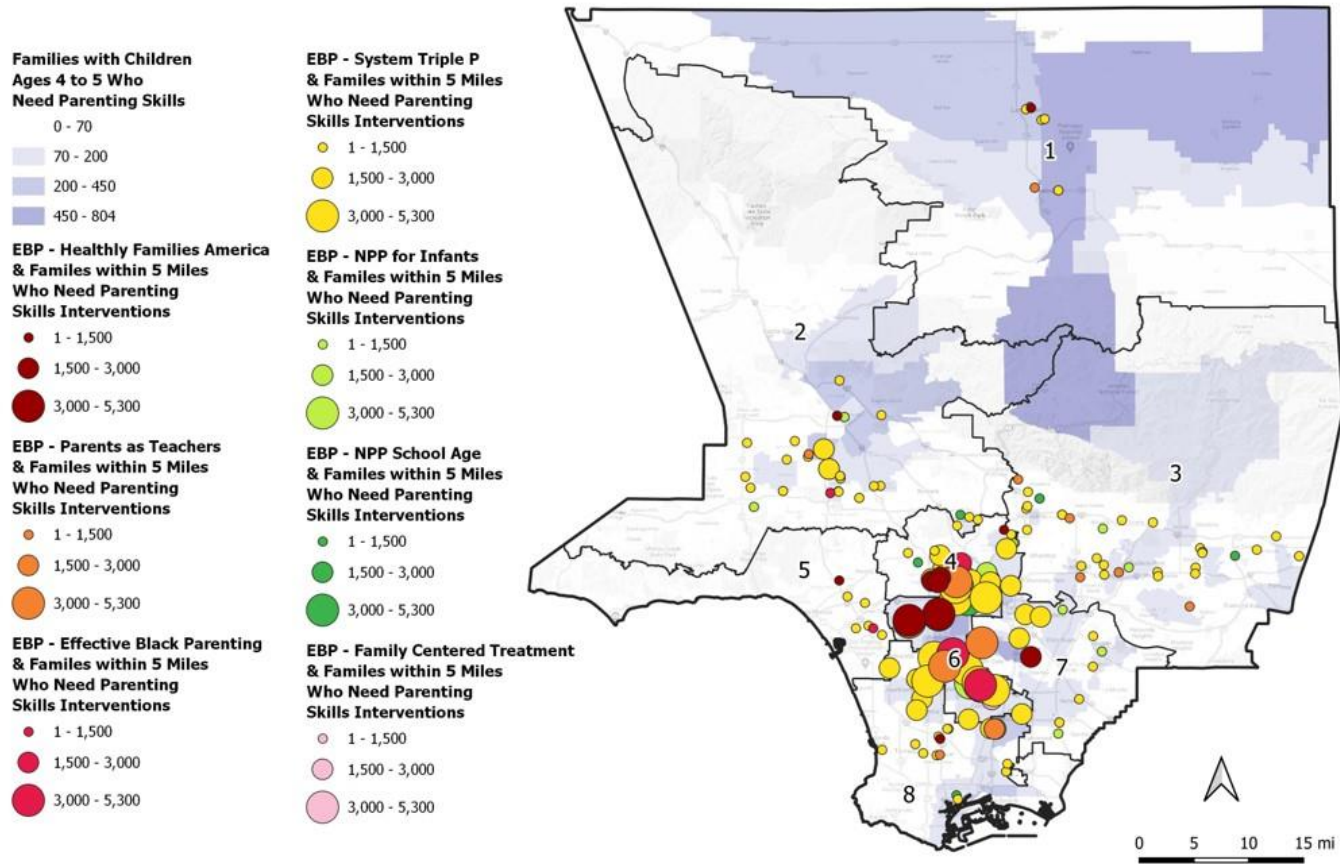 Families with Children
Ages 4 to 5 Who
Need Parenting Skills
0 - 70
70 - 200
200 - 450
450 - 804
EBP - Healthly Families America
& Familes within 5 Miles
Who Need Parenting
Skills Interventions
1 - 1,500
1,500 - 3,000
3,000 - 5,300
EBP - Parents as Teachers
& Familes within 5 Miles
Who Need Parenting
Skills Interventions
1 - 1,500
1,500 - 3,000
3,000 - 5,300
EBP - Effective Black Parenting
& Familes within 5 Miles
Who Need Parenting
Skills Interventions
1 - 1,500
1,500 - 3,000
3,000 - 5,300
EBP - System Triple P
& Familes within 5 Miles
Who Need Parenting
Skills Interventions
1 - 1,500
1,500 - 3,000
3,000 - 5,300
EBP - NPP for Infants
& Familes within 5 Miles
Who Need Parenting
Skills Interventions
1 - 1,500
1,500 - 3,000
3,000 - 5,300
EBP - NPP School Age
& Familes within 5 Miles
Who Need Parenting
Skills Interventions
1 - 1,500
1,500 - 3,000
3,000 - 5,300
EBP - Family Centered Treatment
& Familes within 5 Miles
Who Need Parenting
Skills Interventions
1 - 1,500
1,500 - 3,000
3,000 - 5,300
1
2
3
4
5
6
7
8
0 5 10 15 mi